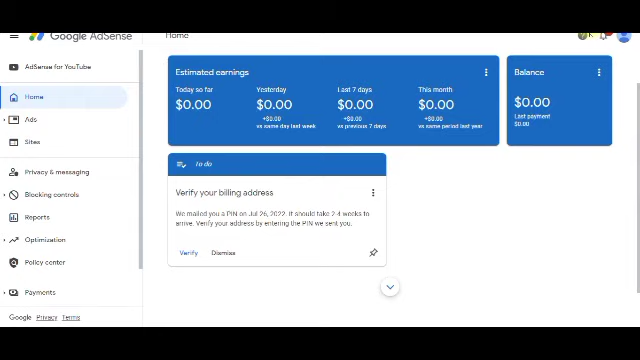 Google AdSense
Home
AdSense for YouTube
Home
Ads
Sites
Privacy & messaging
Blocking controls
Reports
Optimization
Policy center
Payments
Google Privacy Terms
Estimated earnings
Today so far
$0.00
Yesterday
$0.00
+$0.00
vs same day last week
Last 7 days
$0.00
+$0.00
vs previous 7 days
This month
$0.00
+$0.00
vs same period last year
Balance
$0.00
Last payment
$0.00
To do
Verify your billing address
We mailed you a PIN on Jul 26, 2022. It should take 2-4 weeks to
arrive. Verify your address by entering the PIN we sent you.
Verify Dismiss